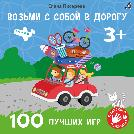 Елена Писарева
ВОЗЬМИ С СОБОЙ В ДОРОГУ
3+
100 ЛУЧШИХ ИГР